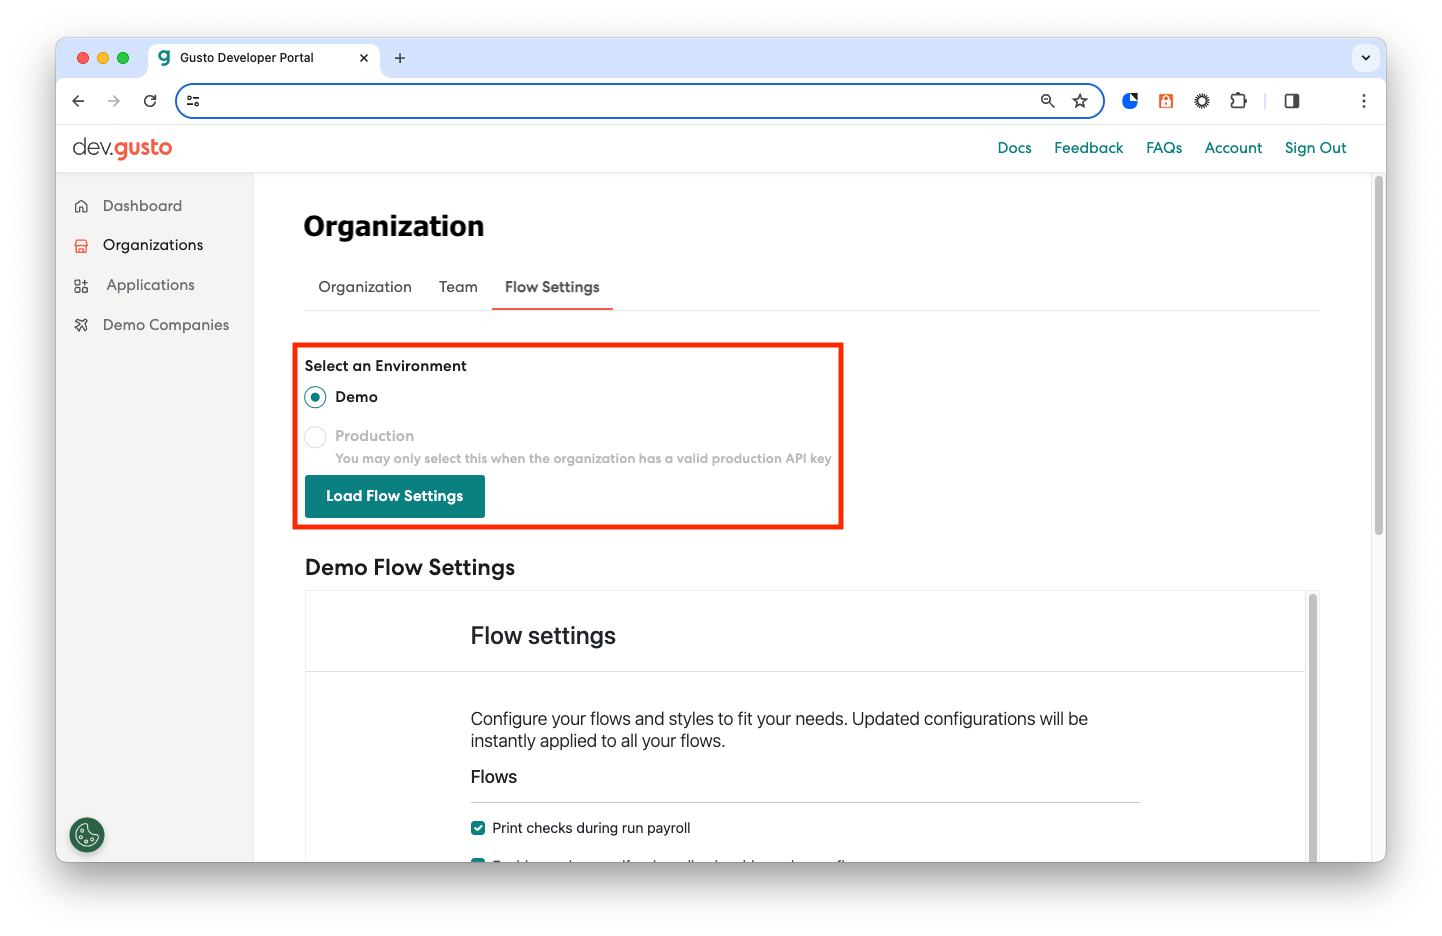 Gusto Developer Portal
dev.gusto
Docs Feedback FAQs Account Sign Out
Dashboard
Organizations
Applications
Demo Companies
Organization
Organization Team Flow Settings
Select an Environment
Demo
Production
You may only select this when the organization has a valid production API key
Load Flow Settings
Demo Flow Settings
Flow settings
Configure your flows and styles to fit your needs. Updated configurations will be
instantly applied to all your flows.
Flows
Print checks during run payroll